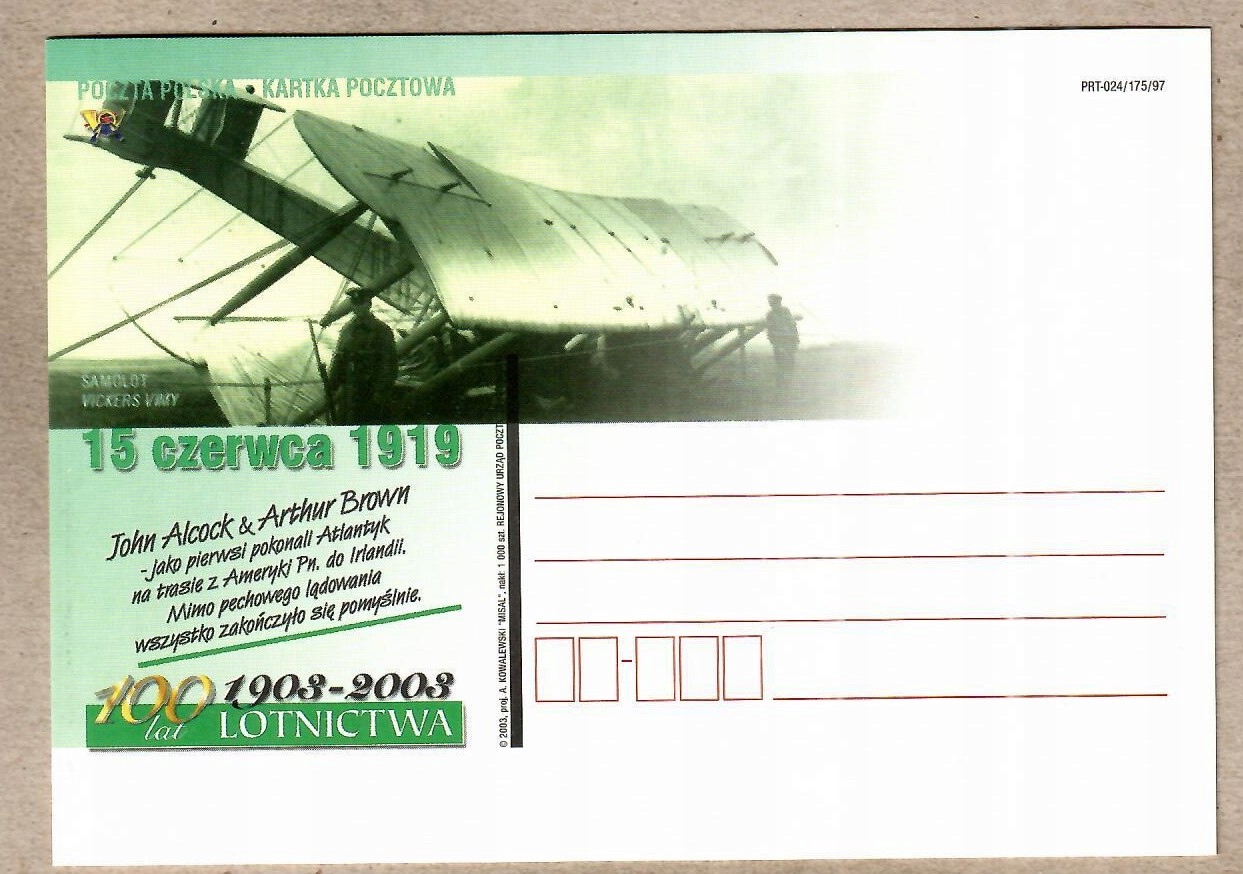 POCZTA POLSKA • KARTKA POCZTOWA
PRT-024/175/97
SAMOLOT
VICKERS VIMY
15 czerwca 1919
John Alcock & Arthur Brown
- jako pierwsi pokonali Atlantyk
na trasie z Ameryki Pn. do Irlandii.
Mimo pechowego lądowania
wszystko zakończyło się pomyślnie.
100 lat 1903-2003
LOTNICTWA
© 2003, proj. A. KOWALEWSKI "MISAL", nakł: 1 000 szt. REJONOWY URZĄD POCZT